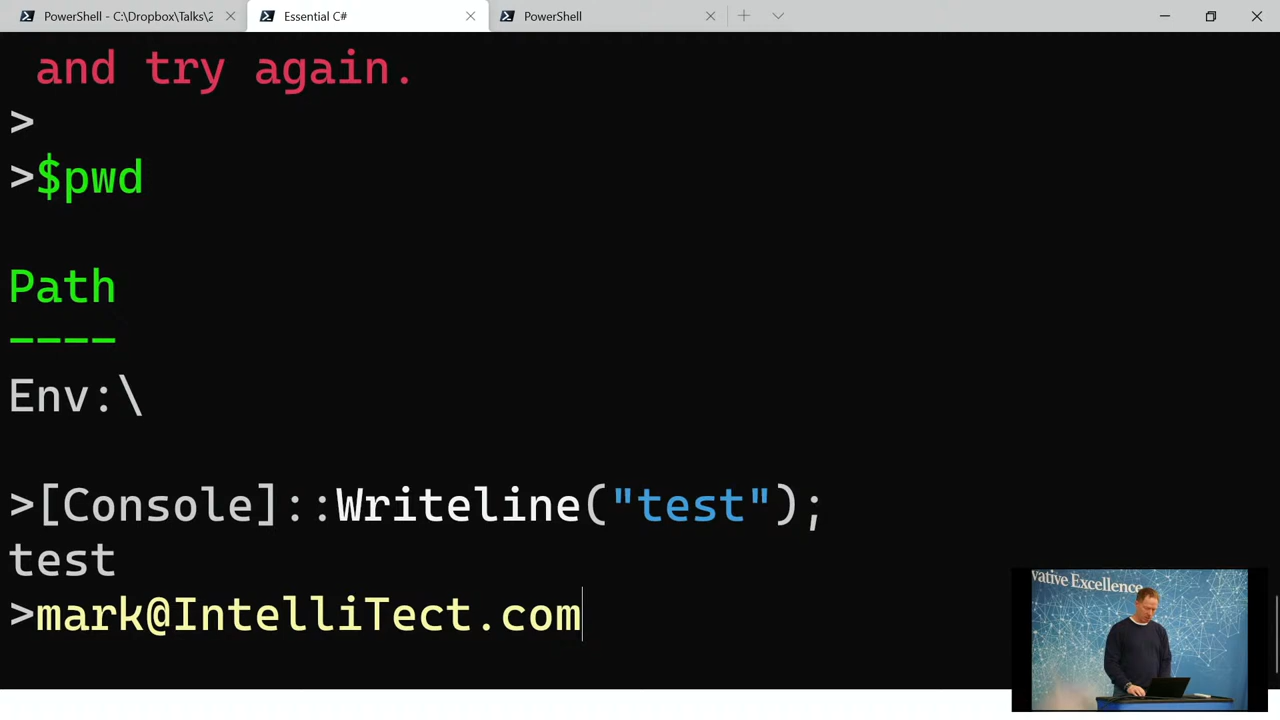 PowerShell - C:\Dropbox\Talks\2
Essential C#
PowerShell
and try again.
>
>$pwd
Path
----
Env:\
>[Console]::Writeline("test");
test
>mark@IntelliTect.com
vative Excellence